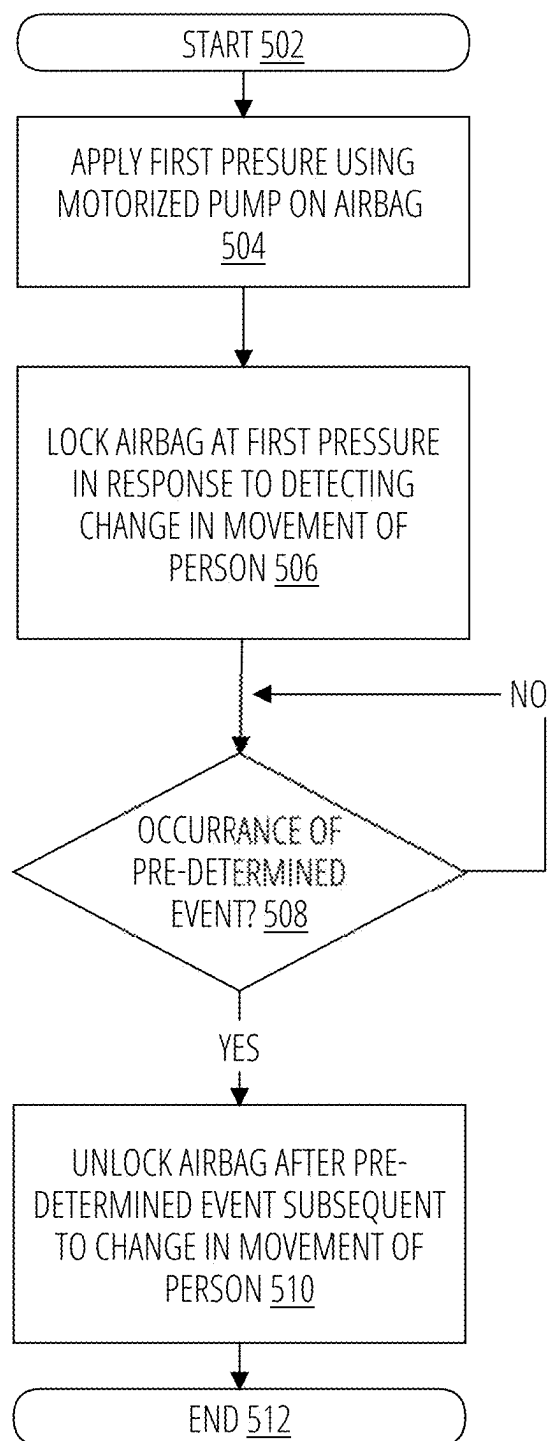 START 502
APPLY FIRST PRESURE USING
MOTORIZED PUMP ON AIRBAG
504
LOCK AIRBAG AT FIRST PRESSURE
IN RESPONSE TO DETECTING
CHANGE IN MOVEMENT OF
PERSON 506
NO
OCCURRANCE OF
PRE-DETERMINED
EVENT? 508
YES
UNLOCK AIRBAG AFTER PRE-
DETERMINED EVENT SUBSEQUENT
TO CHANGE IN MOVEMENT OF
PERSON 510
END 512